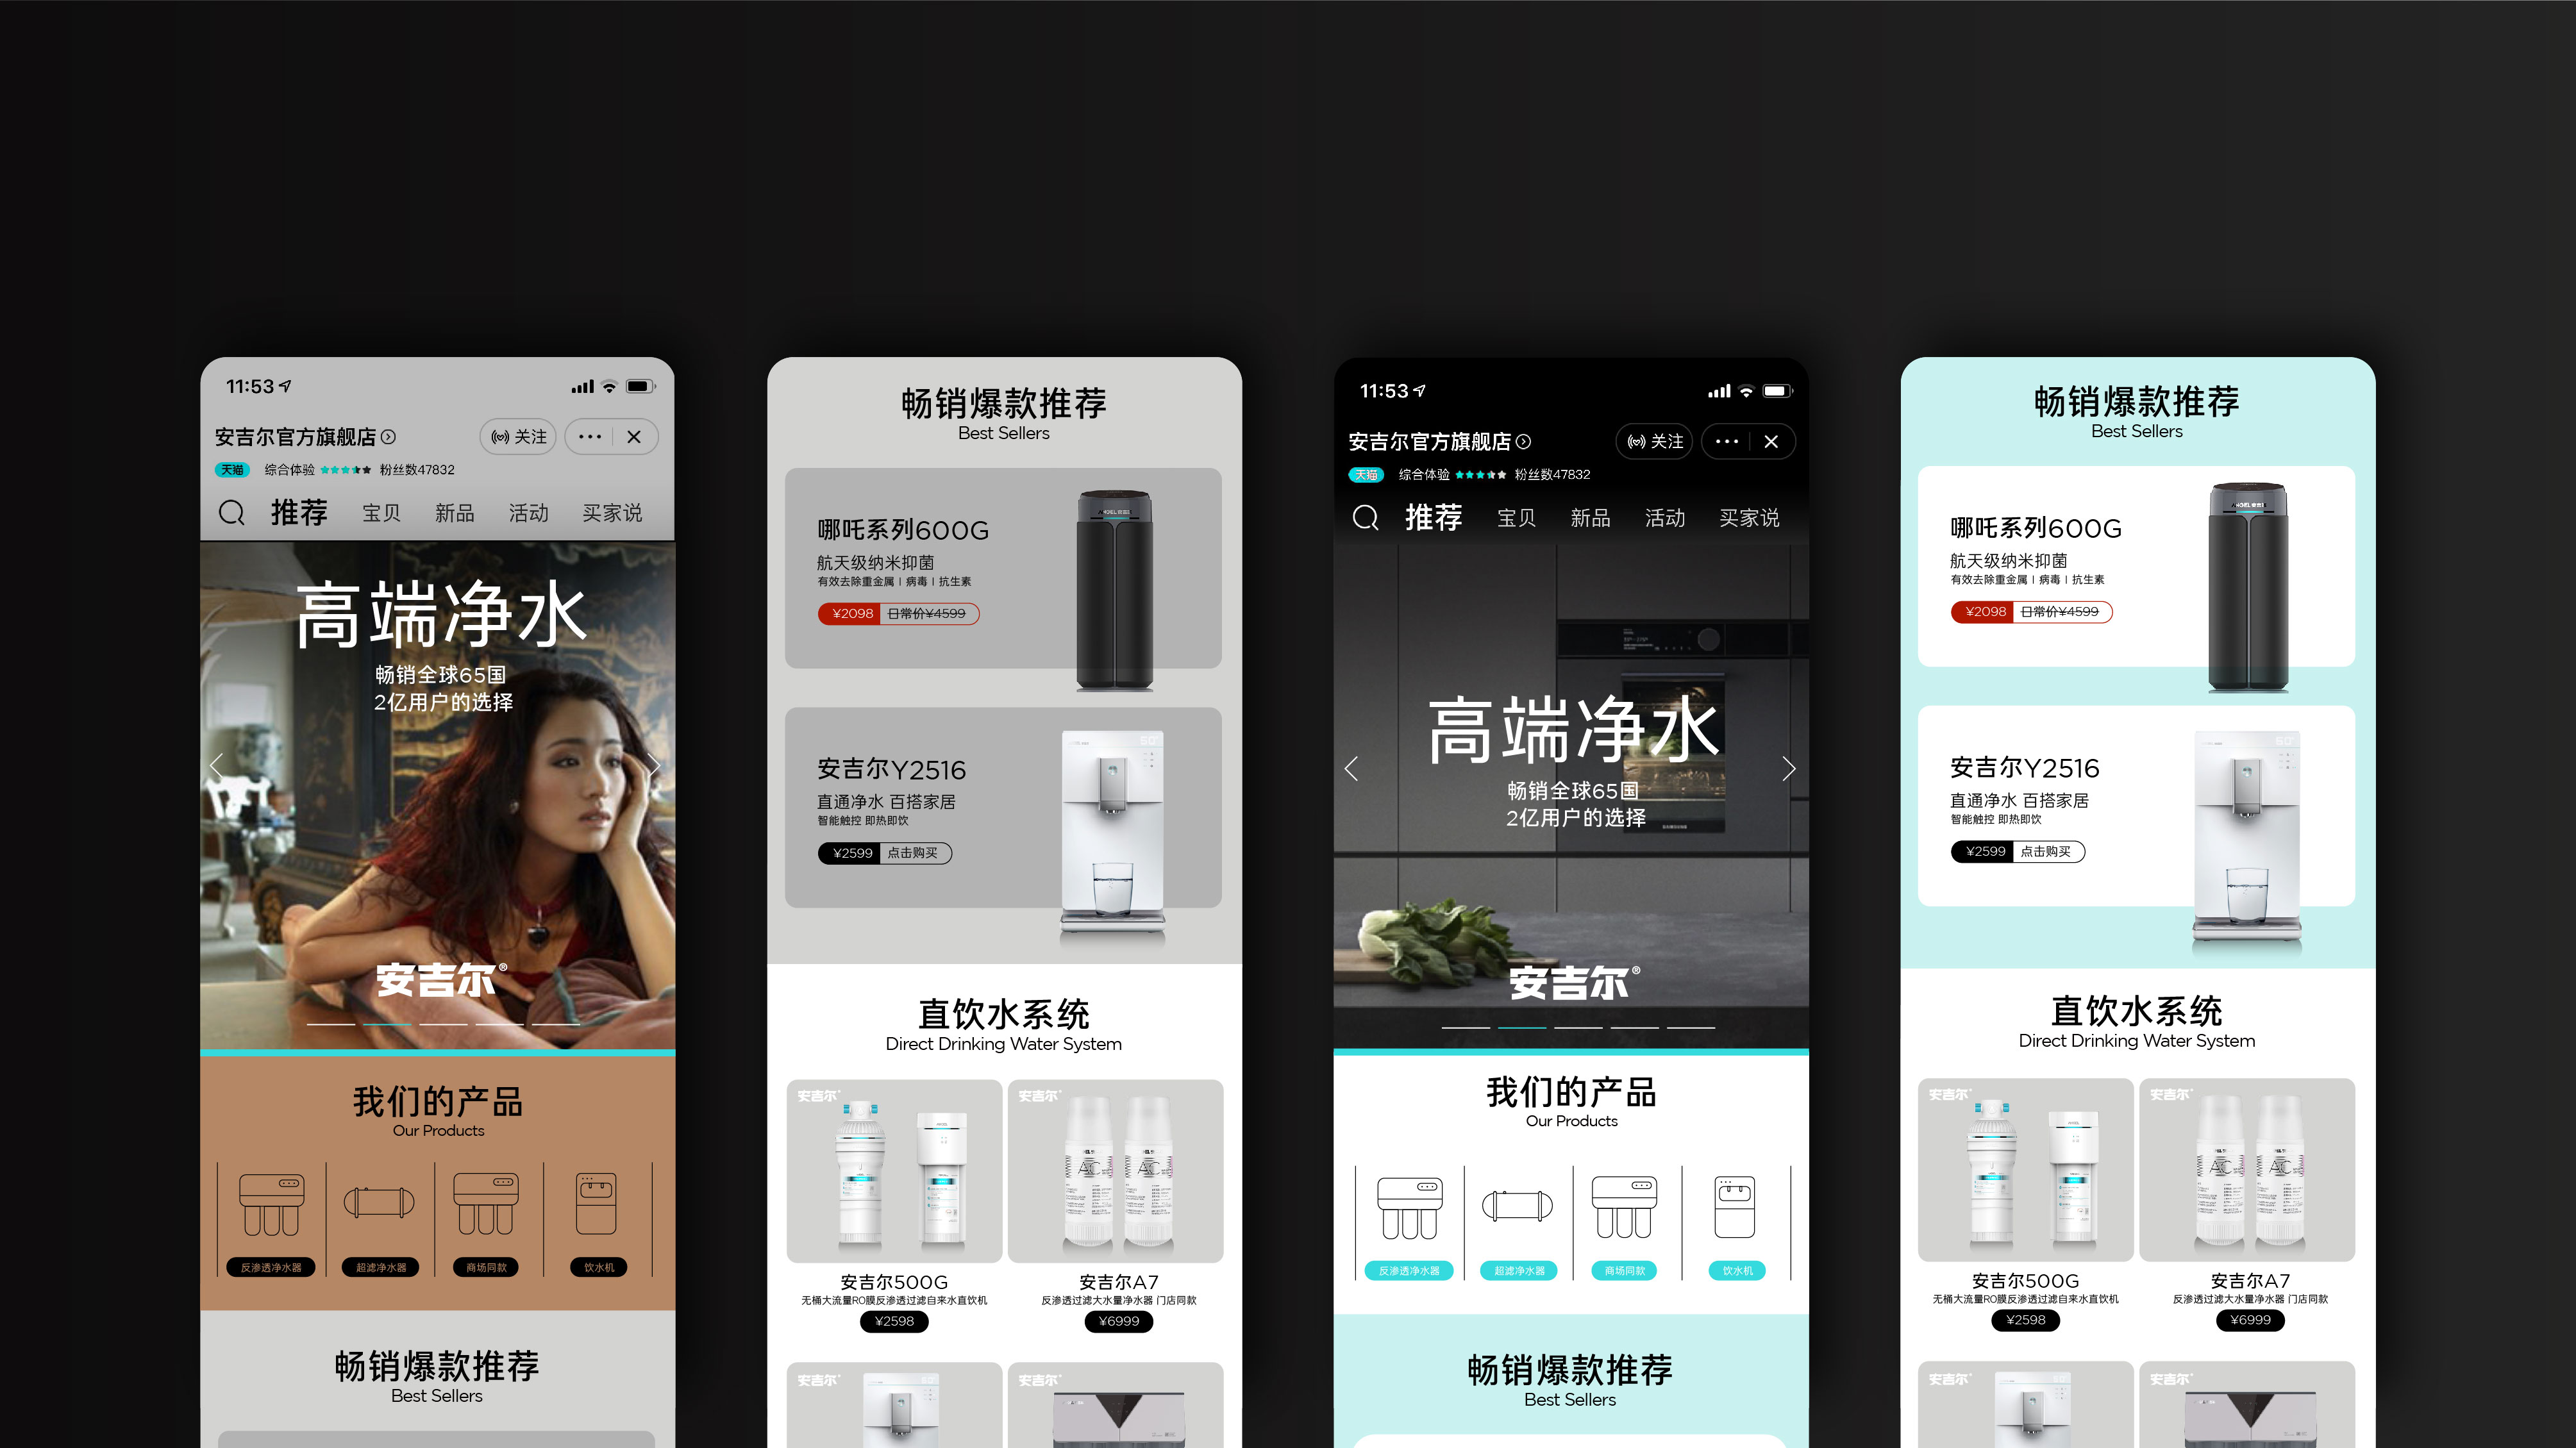 11:53
安吉尔官方旗舰店
关注
天猫 综合体验 粉丝数47832
推荐 宝贝 新品 活动 买家说
高端净水
畅销全球65国
2亿用户的选择
安吉尔®
我们的产品
Our Products
反渗透净水器 超滤净水器 商场同款 饮水机
畅销爆款推荐
Best Sellers
畅销爆款推荐
Best Sellers
哪吒系列600G
航天级纳米抑菌
有效去除重金属 | 病毒 | 抗生素
¥2098 日常价¥4599
安吉尔Y2516
直通净水 百搭家居
智能触控 即热即饮
¥2599 点击购买
直饮水系统
Direct Drinking Water System
安吉尔 安吉尔
安吉尔500G 安吉尔A7
无桶大流量RO膜反渗透过滤自来水直饮机 反渗透过滤大水量净水器 门店同款
¥2598 ¥6999
安吉尔 安吉尔
11:53
安吉尔官方旗舰店
关注
天猫 综合体验 粉丝数47832
推荐 宝贝 新品 活动 买家说
高端净水
畅销全球65国
2亿用户的选择
安吉尔®
我们的产品
Our Products
反渗透净水器 超滤净水器 商场同款 饮水机
畅销爆款推荐
Best Sellers
畅销爆款推荐
Best Sellers
哪吒系列600G
航天级纳米抑菌
有效去除重金属 | 病毒 | 抗生素
¥2098 日常价¥4599
安吉尔Y2516
直通净水 百搭家居
智能触控 即热即饮
¥2599 点击购买
直饮水系统
Direct Drinking Water System
安吉尔 安吉尔
安吉尔500G 安吉尔A7
无桶大流量RO膜反渗透过滤自来水直饮机 反渗透过滤大水量净水器 门店同款
¥2598 ¥6999
安吉尔 安吉尔